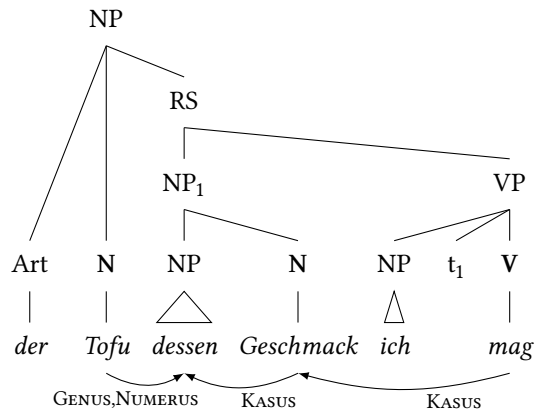 NP
RS
NP₁ VP
Art N NP N NP t₁ V
der Tofu dessen Geschmack ich mag
GENUS,NUMERUS KASUS KASUS